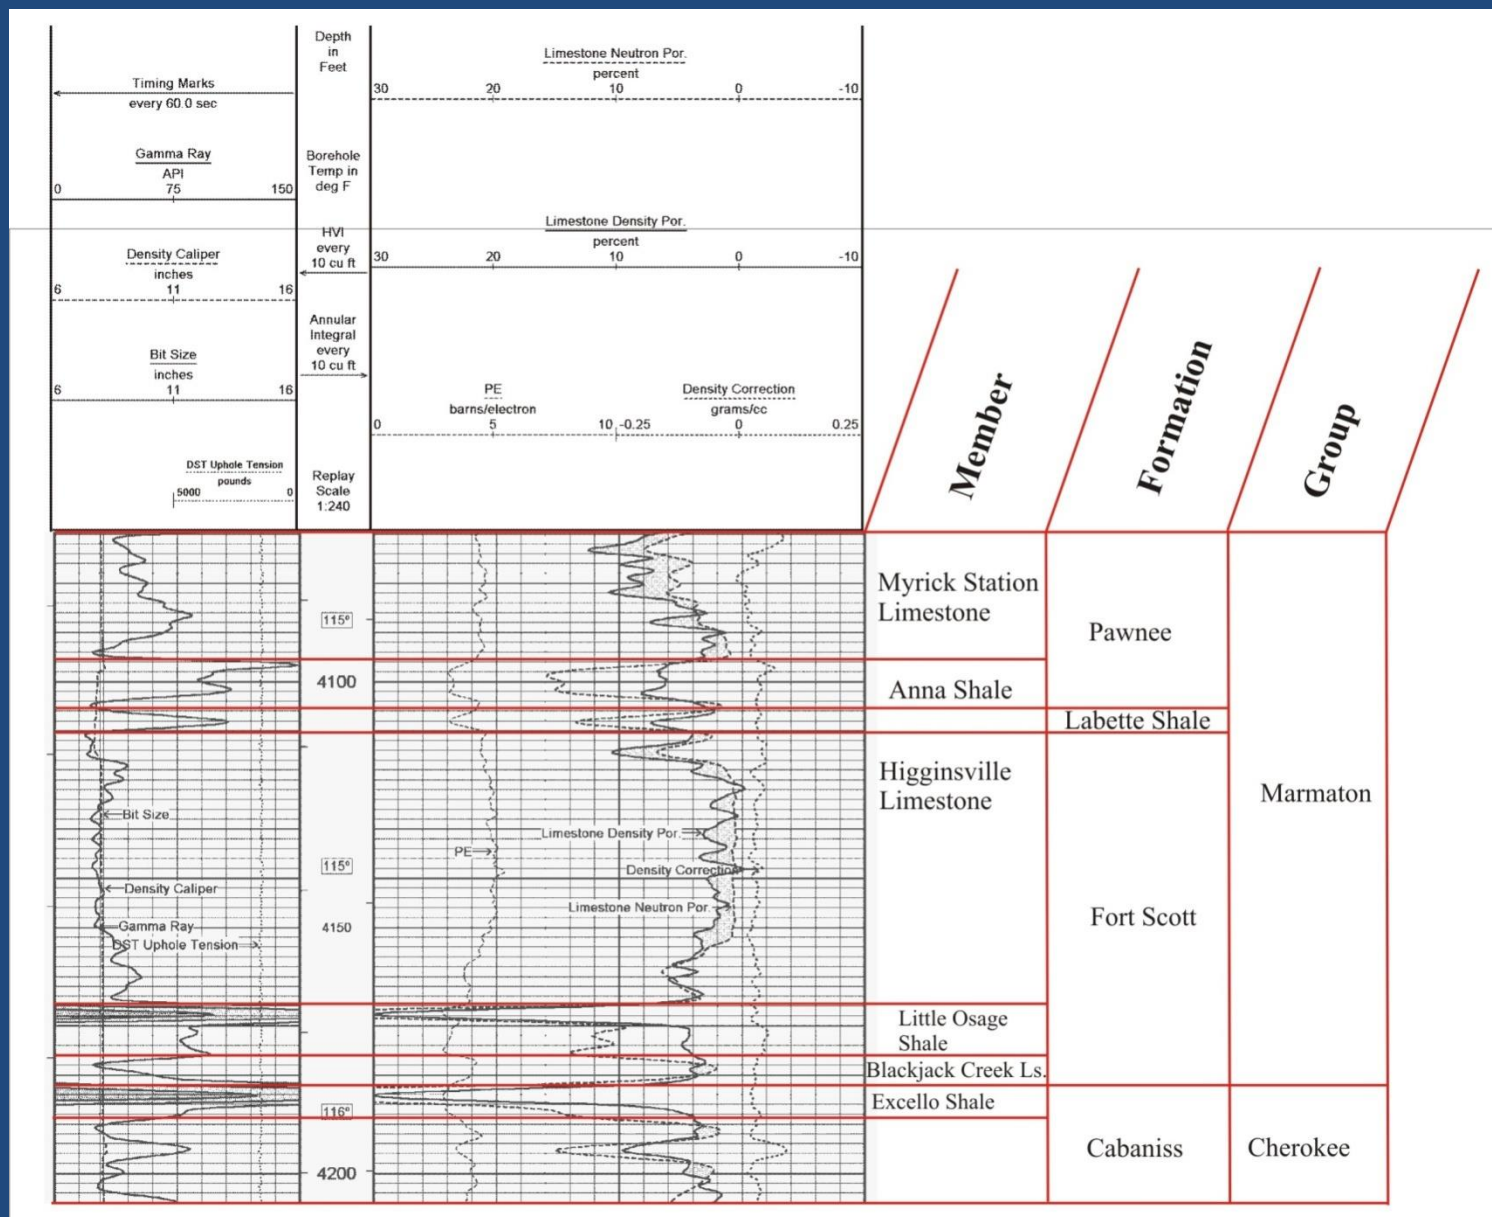 Timing Marks
every 60.0 sec
Gamma Ray
API
0 75 150
Density Caliper
inches
6 11 16
Bit Size
inches
6 11 16
DST Uphole Tension
pounds
5000 0
Depth
in
Feet
Borehole
Temp in
deg F
HVI
every
10 cu ft
Annular
Integral
every
10 cu ft
Replay
Scale
1:240
Limestone Neutron Por.
percent
30 20 10 0 -10
Limestone Density Por.
percent
30 20 10 0 -10
PE
barns/electron
0 5 10
Density Correction
grams/cc
-0.25 0 0.25
Member
Formation
Group
115°
4100
Bit Size
Density Caliper
Gamma Ray
DST Uphole Tension
115°
4150
116°
4200
Limestone Density Por.
PE
Density Correction
Limestone Neutron Por.
Myrick Station
Limestone
Anna Shale
Higginsville
Limestone
Little Osage
Shale
Blackjack Creek Ls.
Excello Shale
Pawnee
Labette Shale
Fort Scott
Cabaniss
Marmaton
Cherokee